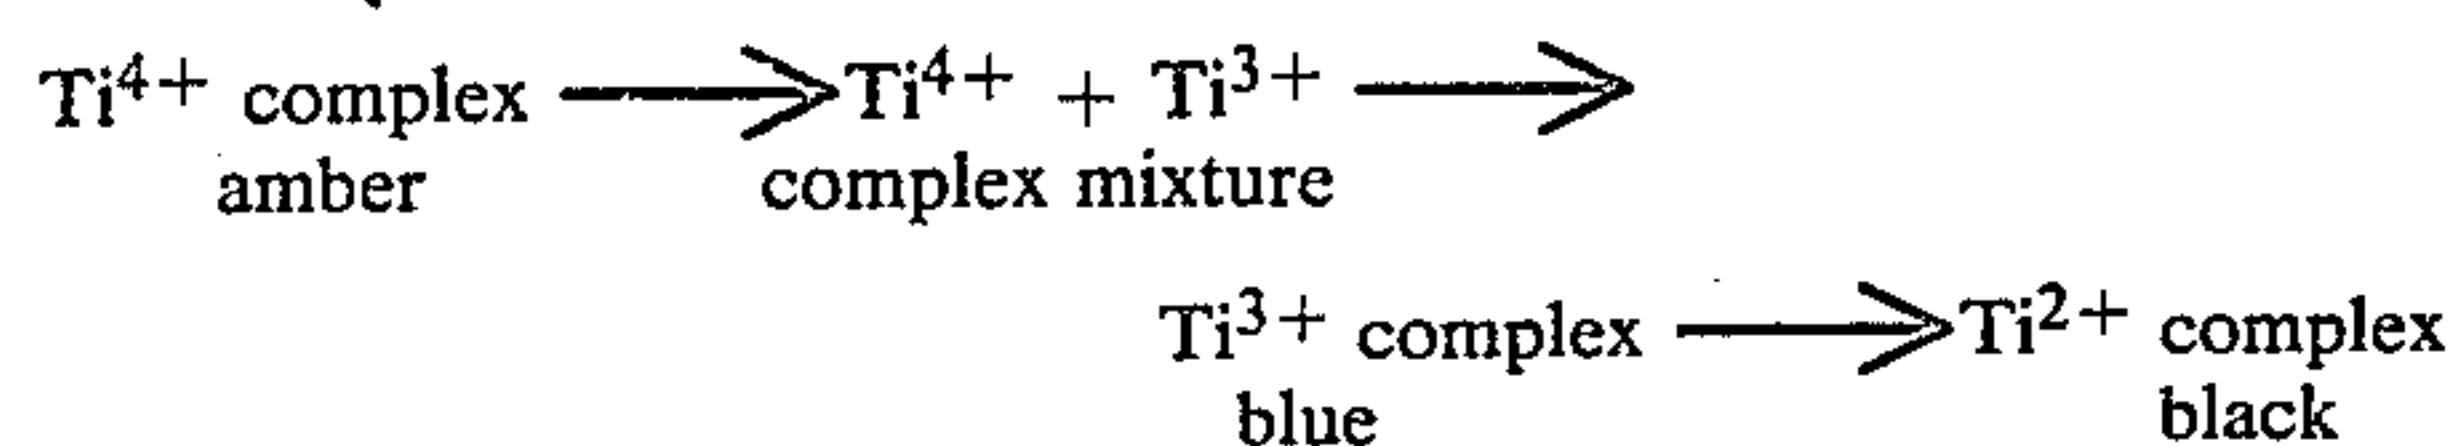 Ti⁴⁺ complex ⟶ Ti⁴⁺ + Ti³⁺ ⟶
amber complex mixture
Ti³⁺ complex ⟶ Ti²⁺ complex
blue black